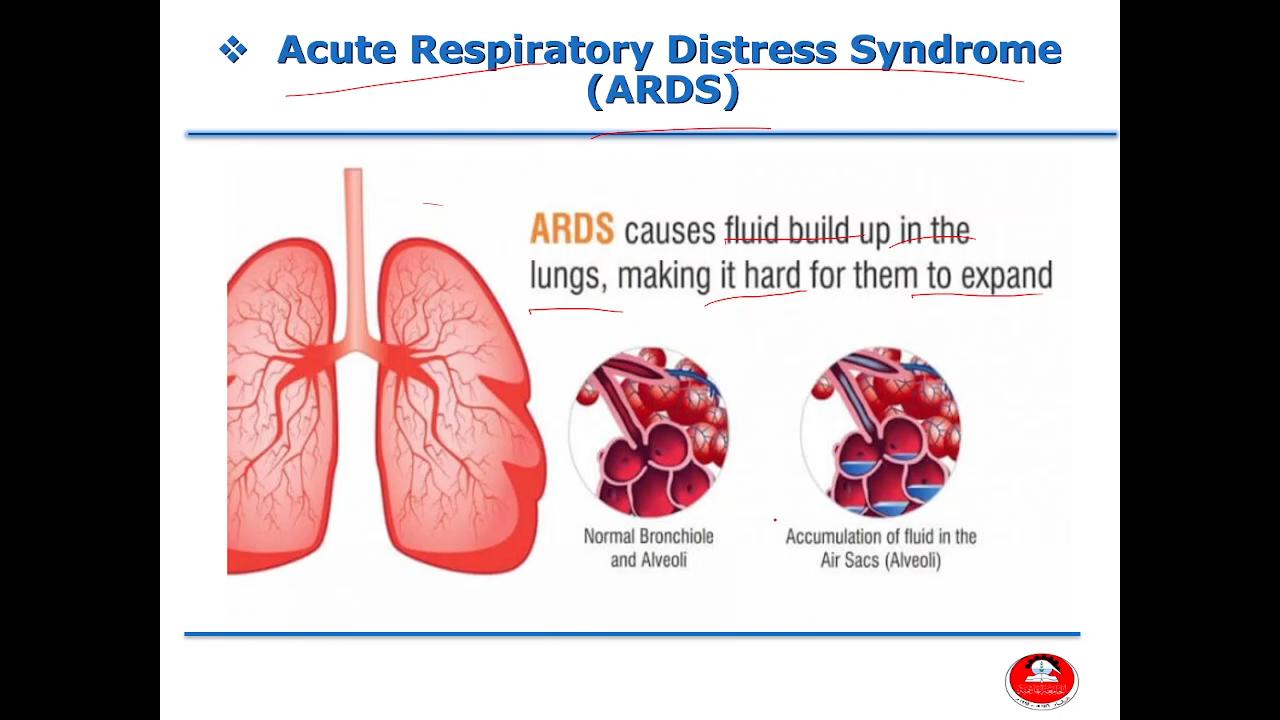 ❖ Acute Respiratory Distress Syndrome
(ARDS)
ARDS causes fluid build up in the
lungs, making it hard for them to expand
Normal Bronchiole
and Alveoli
Accumulation of fluid in the
Air Sacs (Alveoli)